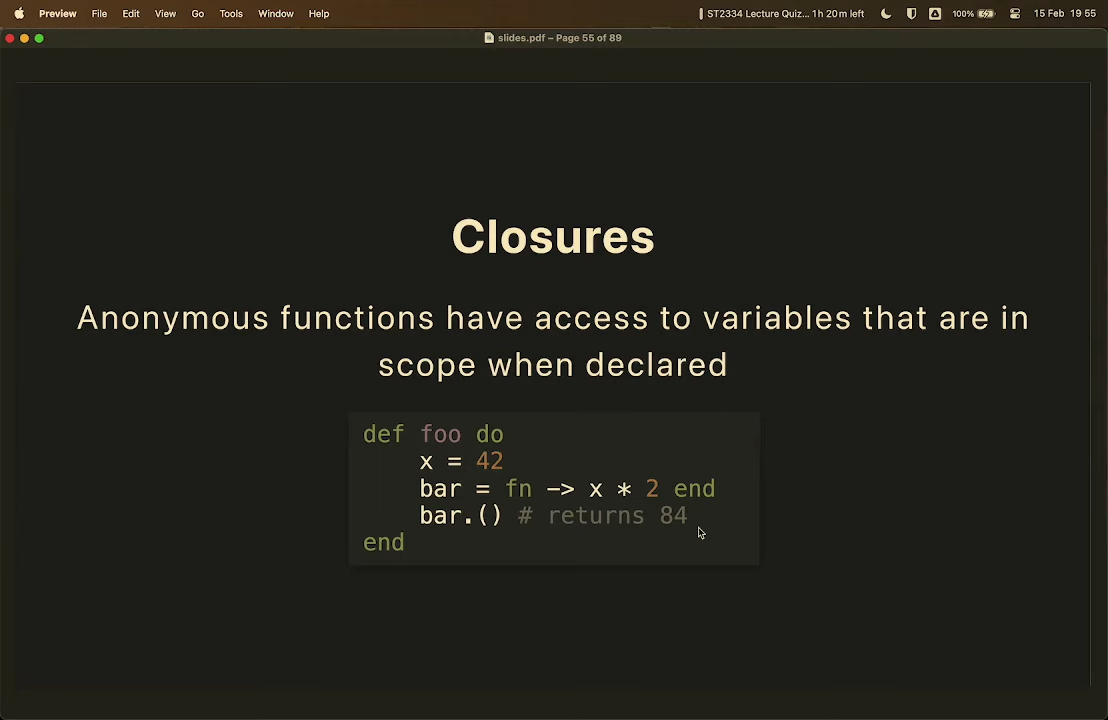 Preview File Edit View Go Tools Window Help ST2334 Lecture Quiz... 1h 20m left 100% 15 Feb 19 55
slides.pdf – Page 55 of 89
Closures
Anonymous functions have access to variables that are in
scope when declared
def foo do
    x = 42
    bar = fn -> x * 2 end
    bar.() # returns 84
end